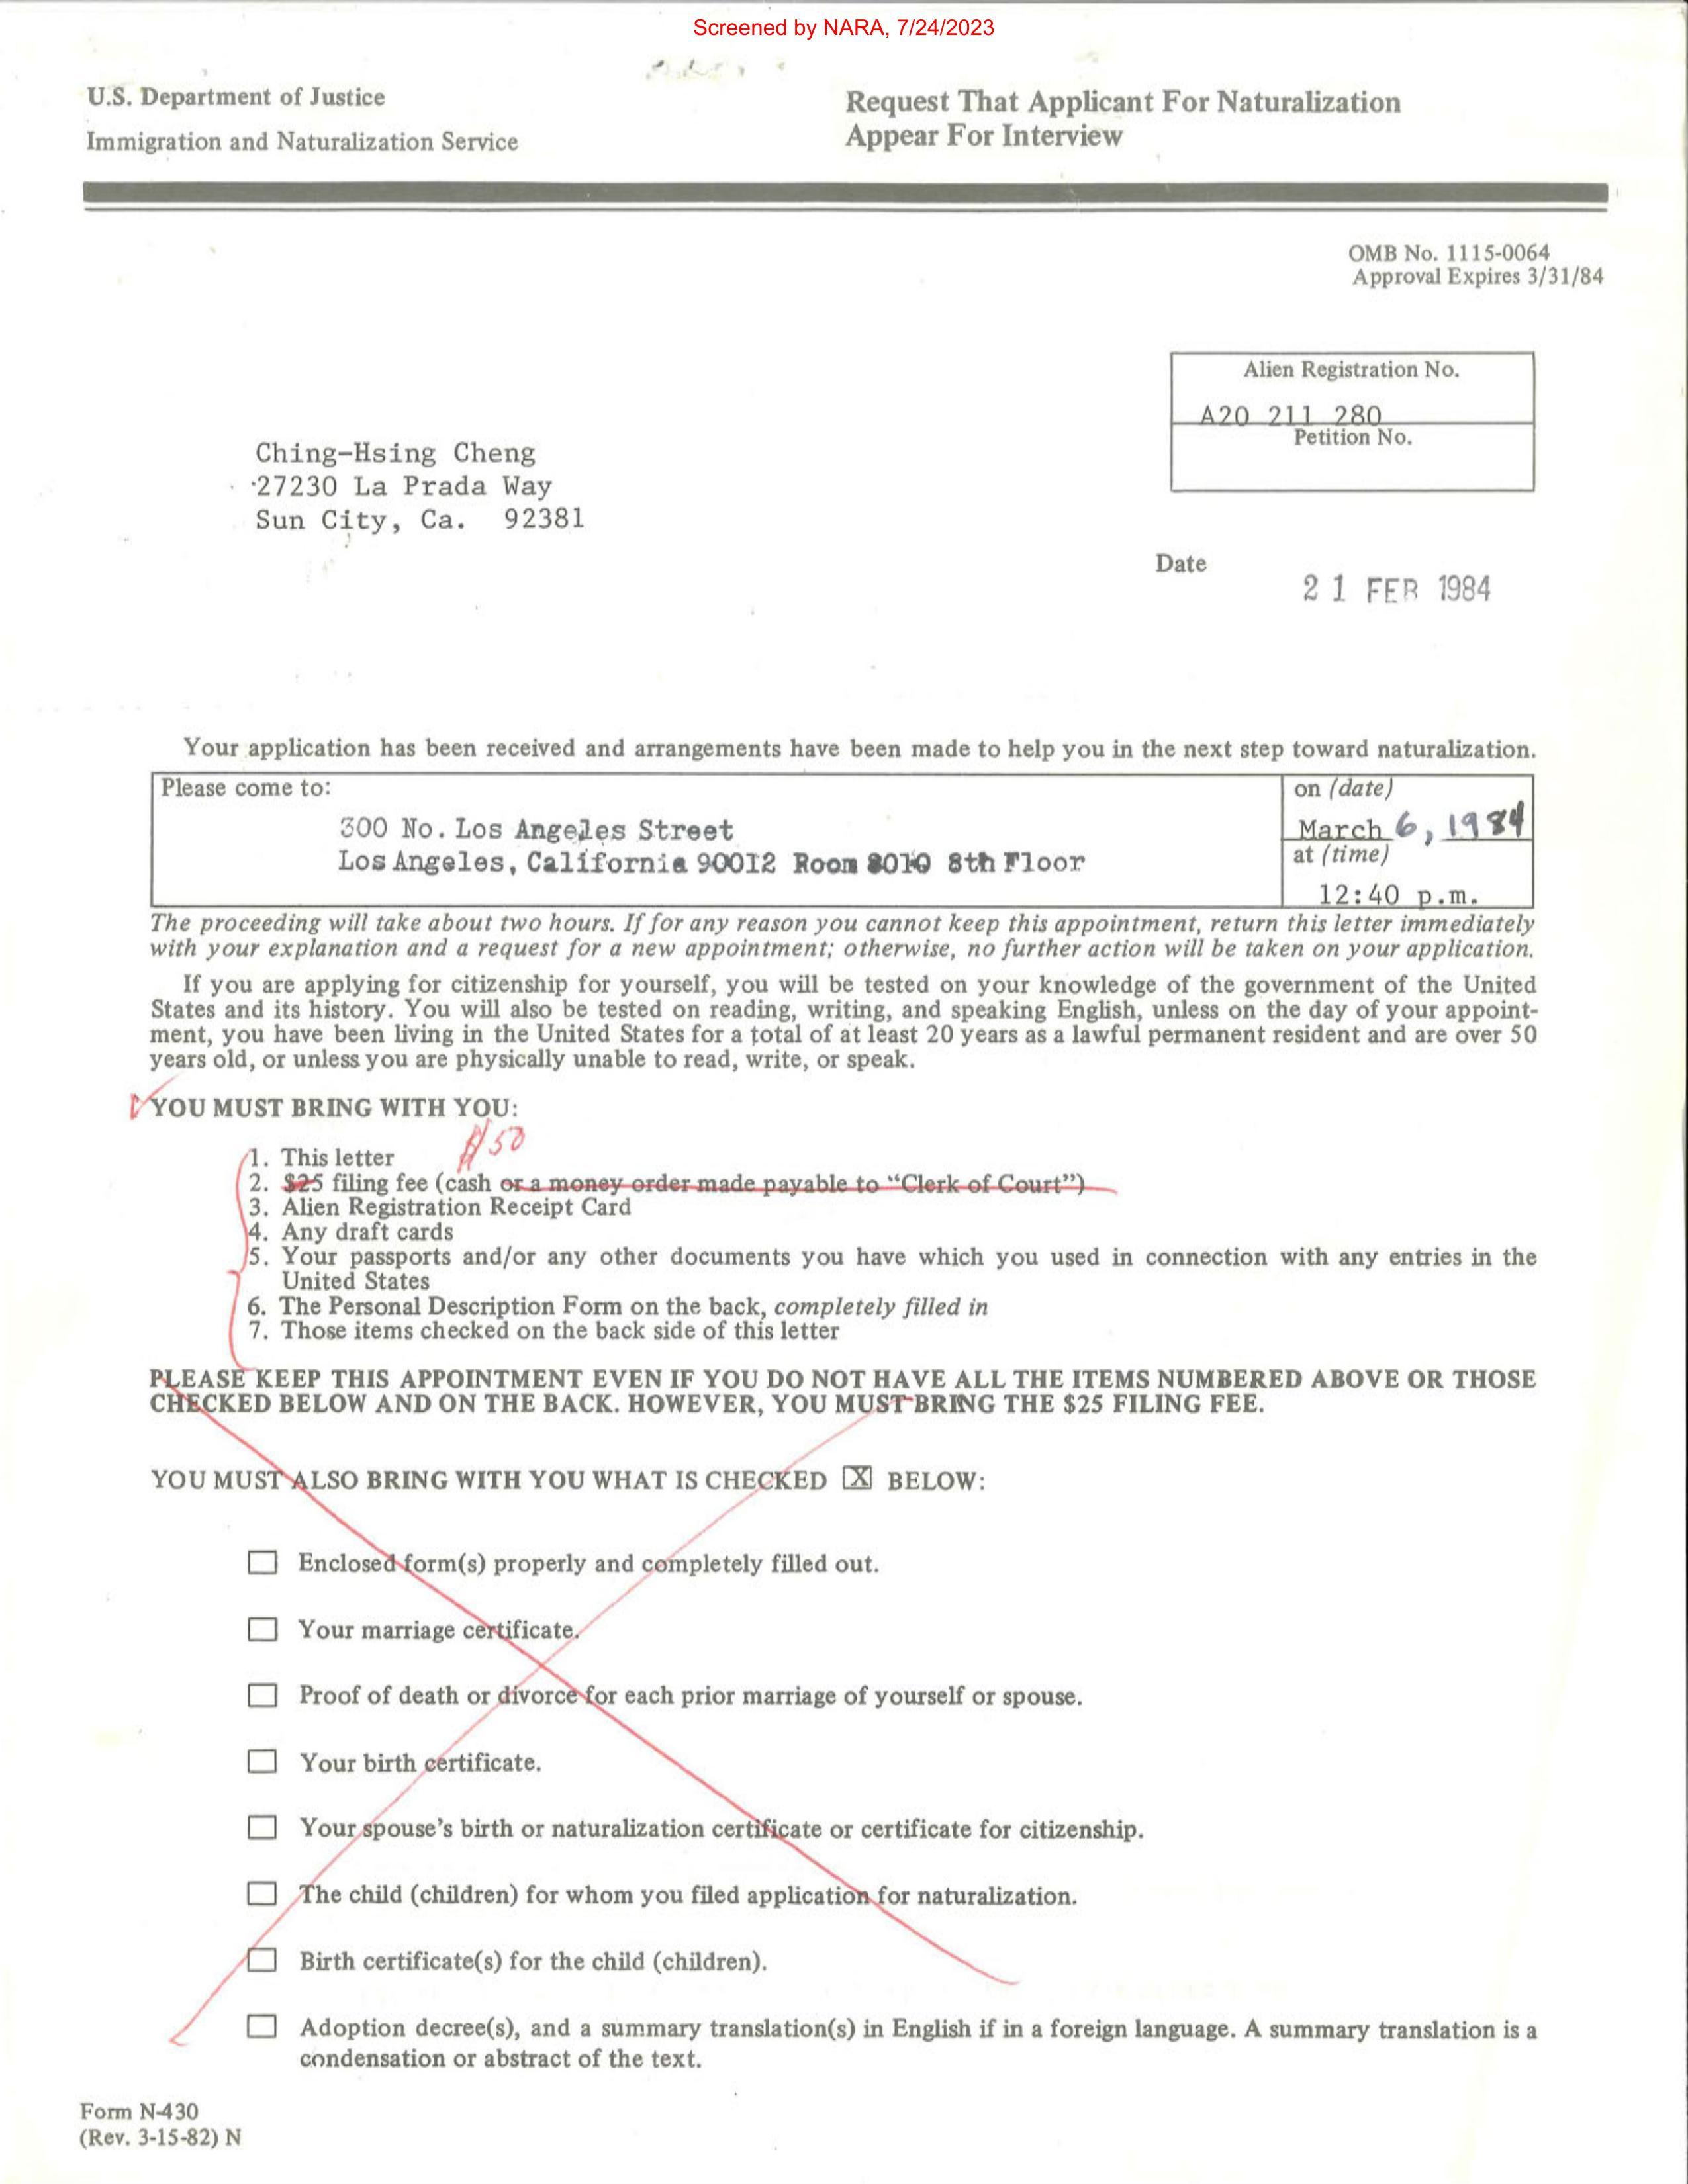 Screened by NARA, 7/24/2023
U.S. Department of Justice
Immigration and Naturalization Service
Request That Applicant For Naturalization
Appear For Interview
OMB No. 1115-0064
Approval Expires 3/31/84
Alien Registration No.
A20 211 280
Petition No.
Ching-Hsing Cheng
27230 La Prada Way
Sun City, Ca. 92381
Date
21 FEB 1984
Your application has been received and arrangements have been made to help you in the next step toward naturalization.
Please come to:
300 No. Los Angeles Street
Los Angeles, California 90012 Room 8010 8th Floor
on (date)
March 6, 1984
at (time)
12:40 p.m.
The proceeding will take about two hours. If for any reason you cannot keep this appointment, return this letter immediately
with your explanation and a request for a new appointment; otherwise, no further action will be taken on your application.
If you are applying for citizenship for yourself, you will be tested on your knowledge of the government of the United
States and its history. You will also be tested on reading, writing, and speaking English, unless on the day of your appoint-
ment, you have been living in the United States for a total of at least 20 years as a lawful permanent resident and are over 50
years old, or unless you are physically unable to read, write, or speak.
YOU MUST BRING WITH YOU:
$50
1. This letter
2. $25 filing fee (cash or a money order made payable to “Clerk of Court”)
3. Alien Registration Receipt Card
4. Any draft cards
5. Your passports and/or any other documents you have which you used in connection with any entries in the
United States
6. The Personal Description Form on the back, completely filled in
7. Those items checked on the back side of this letter
PLEASE KEEP THIS APPOINTMENT EVEN IF YOU DO NOT HAVE ALL THE ITEMS NUMBERED ABOVE OR THOSE
CHECKED BELOW AND ON THE BACK. HOWEVER, YOU MUST BRING THE $25 FILING FEE.
YOU MUST ALSO BRING WITH YOU WHAT IS CHECKED X BELOW:
Enclosed form(s) properly and completely filled out.
Your marriage certificate.
Proof of death or divorce for each prior marriage of yourself or spouse.
Your birth certificate.
Your spouse’s birth or naturalization certificate or certificate for citizenship.
The child (children) for whom you filed application for naturalization.
Birth certificate(s) for the child (children).
Adoption decree(s), and a summary translation(s) in English if in a foreign language. A summary translation is a
condensation or abstract of the text.
Form N-430
(Rev. 3-15-82) N